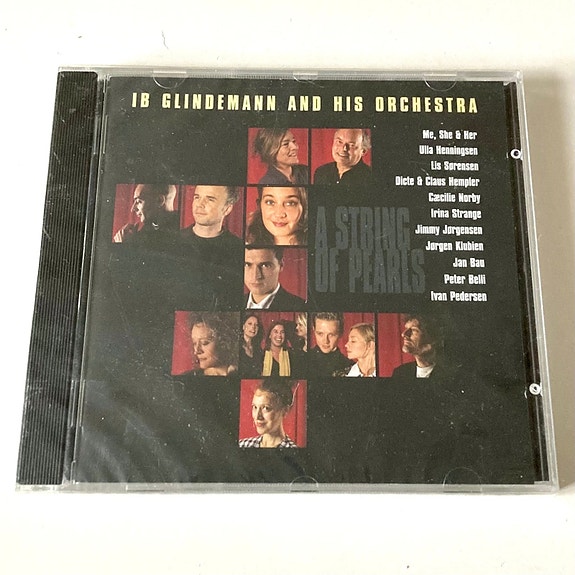 IB GLINDEMANN AND HIS ORCHESTRA
Me, She & Her
Ulla Henningsen
Lis Sørensen
Dicte & Claus Hempler
Cæcilie Norby
Irina Strange
Jimmy Jørgensen
Jørgen Klubien
Jan Bau
Peter Belli
Ivan Pedersen
A STRING
OF PEARLS